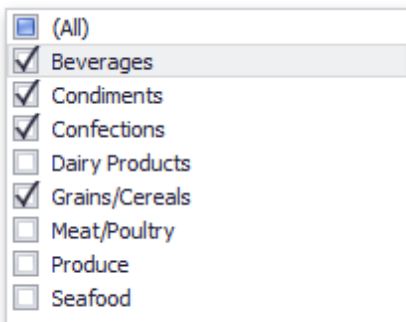 (All)
Beverages
Condiments
Confections
Dairy Products
Grains/Cereals
Meat/Poultry
Produce
Seafood